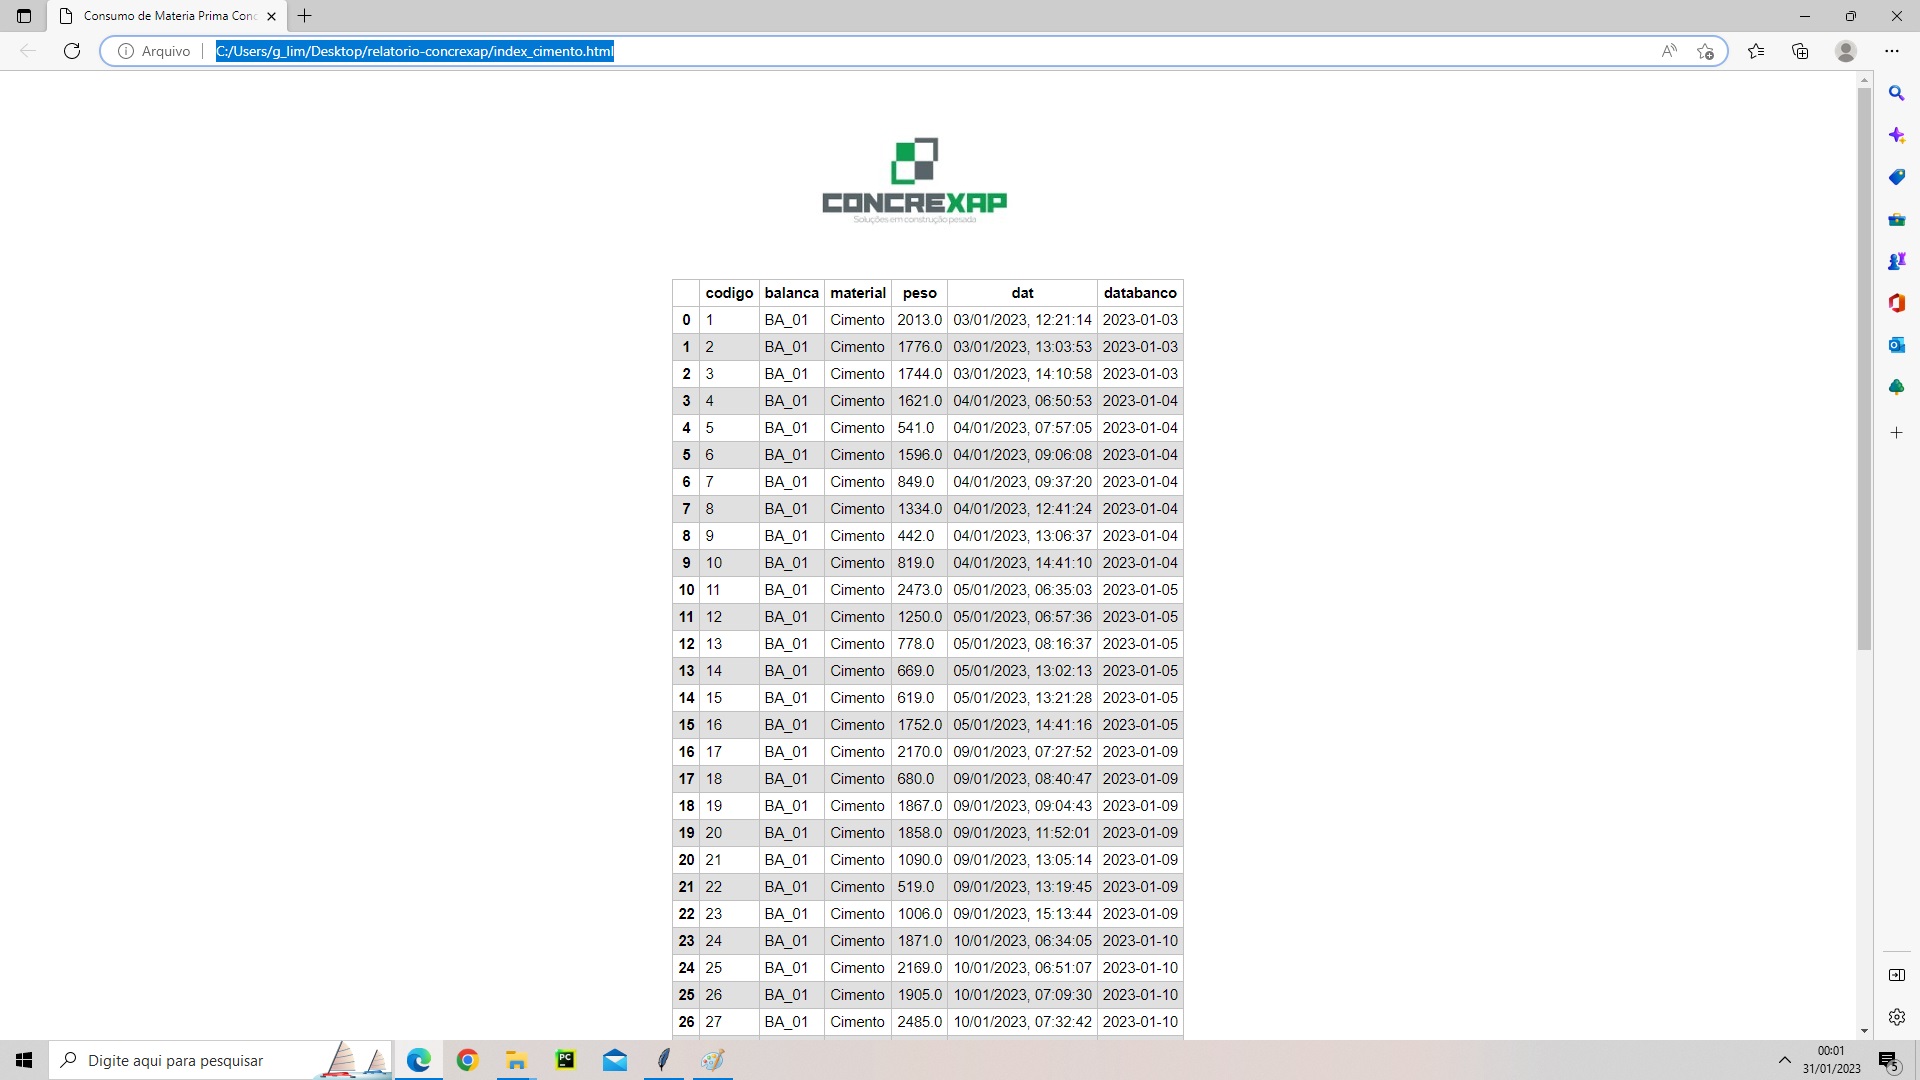 Consumo de Materia Prima Conc
Arquivo
C:/Users/g_lim/Desktop/relatorio-concrexap/index_cimento.html
CONCREXAP
Soluções em construção pesada
codigo balanca material peso dat databanco
0 1 BA_01 Cimento 2013.0 03/01/2023, 12:21:14 2023-01-03
1 2 BA_01 Cimento 1776.0 03/01/2023, 13:03:53 2023-01-03
2 3 BA_01 Cimento 1744.0 03/01/2023, 14:10:58 2023-01-03
3 4 BA_01 Cimento 1621.0 04/01/2023, 06:50:53 2023-01-04
4 5 BA_01 Cimento 541.0 04/01/2023, 07:57:05 2023-01-04
5 6 BA_01 Cimento 1596.0 04/01/2023, 09:06:08 2023-01-04
6 7 BA_01 Cimento 849.0 04/01/2023, 09:37:20 2023-01-04
7 8 BA_01 Cimento 1334.0 04/01/2023, 12:41:24 2023-01-04
8 9 BA_01 Cimento 442.0 04/01/2023, 13:06:37 2023-01-04
9 10 BA_01 Cimento 819.0 04/01/2023, 14:41:10 2023-01-04
10 11 BA_01 Cimento 2473.0 05/01/2023, 06:35:03 2023-01-05
11 12 BA_01 Cimento 1250.0 05/01/2023, 06:57:36 2023-01-05
12 13 BA_01 Cimento 778.0 05/01/2023, 08:16:37 2023-01-05
13 14 BA_01 Cimento 669.0 05/01/2023, 13:02:13 2023-01-05
14 15 BA_01 Cimento 619.0 05/01/2023, 13:21:28 2023-01-05
15 16 BA_01 Cimento 1752.0 05/01/2023, 14:41:16 2023-01-05
16 17 BA_01 Cimento 2170.0 09/01/2023, 07:27:52 2023-01-09
17 18 BA_01 Cimento 680.0 09/01/2023, 08:40:47 2023-01-09
18 19 BA_01 Cimento 1867.0 09/01/2023, 09:04:43 2023-01-09
19 20 BA_01 Cimento 1858.0 09/01/2023, 11:52:01 2023-01-09
20 21 BA_01 Cimento 1090.0 09/01/2023, 13:05:14 2023-01-09
21 22 BA_01 Cimento 519.0 09/01/2023, 13:19:45 2023-01-09
22 23 BA_01 Cimento 1006.0 09/01/2023, 15:13:44 2023-01-09
23 24 BA_01 Cimento 1871.0 10/01/2023, 06:34:05 2023-01-10
24 25 BA_01 Cimento 2169.0 10/01/2023, 06:51:07 2023-01-10
25 26 BA_01 Cimento 1905.0 10/01/2023, 07:09:30 2023-01-10
26 27 BA_01 Cimento 2485.0 10/01/2023, 07:32:42 2023-01-10
Digite aqui para pesquisar
PC
00:01
31/01/2023
5